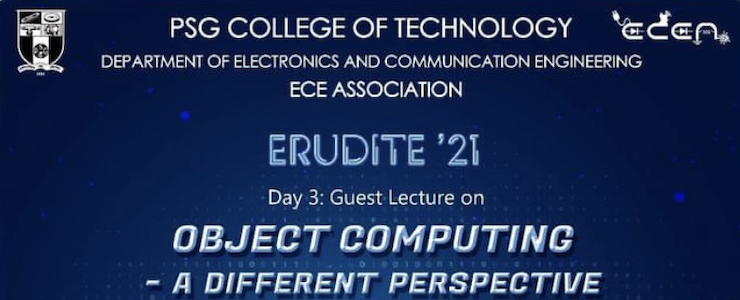 PSG COLLEGE OF TECHNOLOGY
ECEA
DEPARTMENT OF ELECTRONICS AND COMMUNICATION ENGINEERING
ECE ASSOCIATION
ERUDITE '21
Day 3: Guest Lecture on
OBJECT COMPUTING
- A DIFFERENT PERSPECTIVE